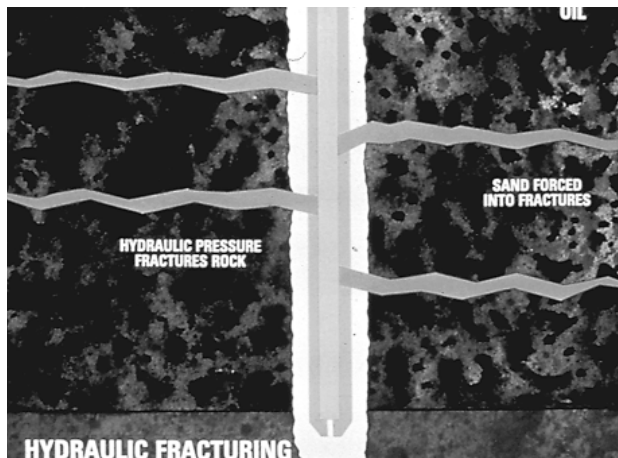 OIL
SAND FORCED
INTO FRACTURES
HYDRAULIC PRESSURE
FRACTURES ROCK
HYDRAULIC FRACTURING